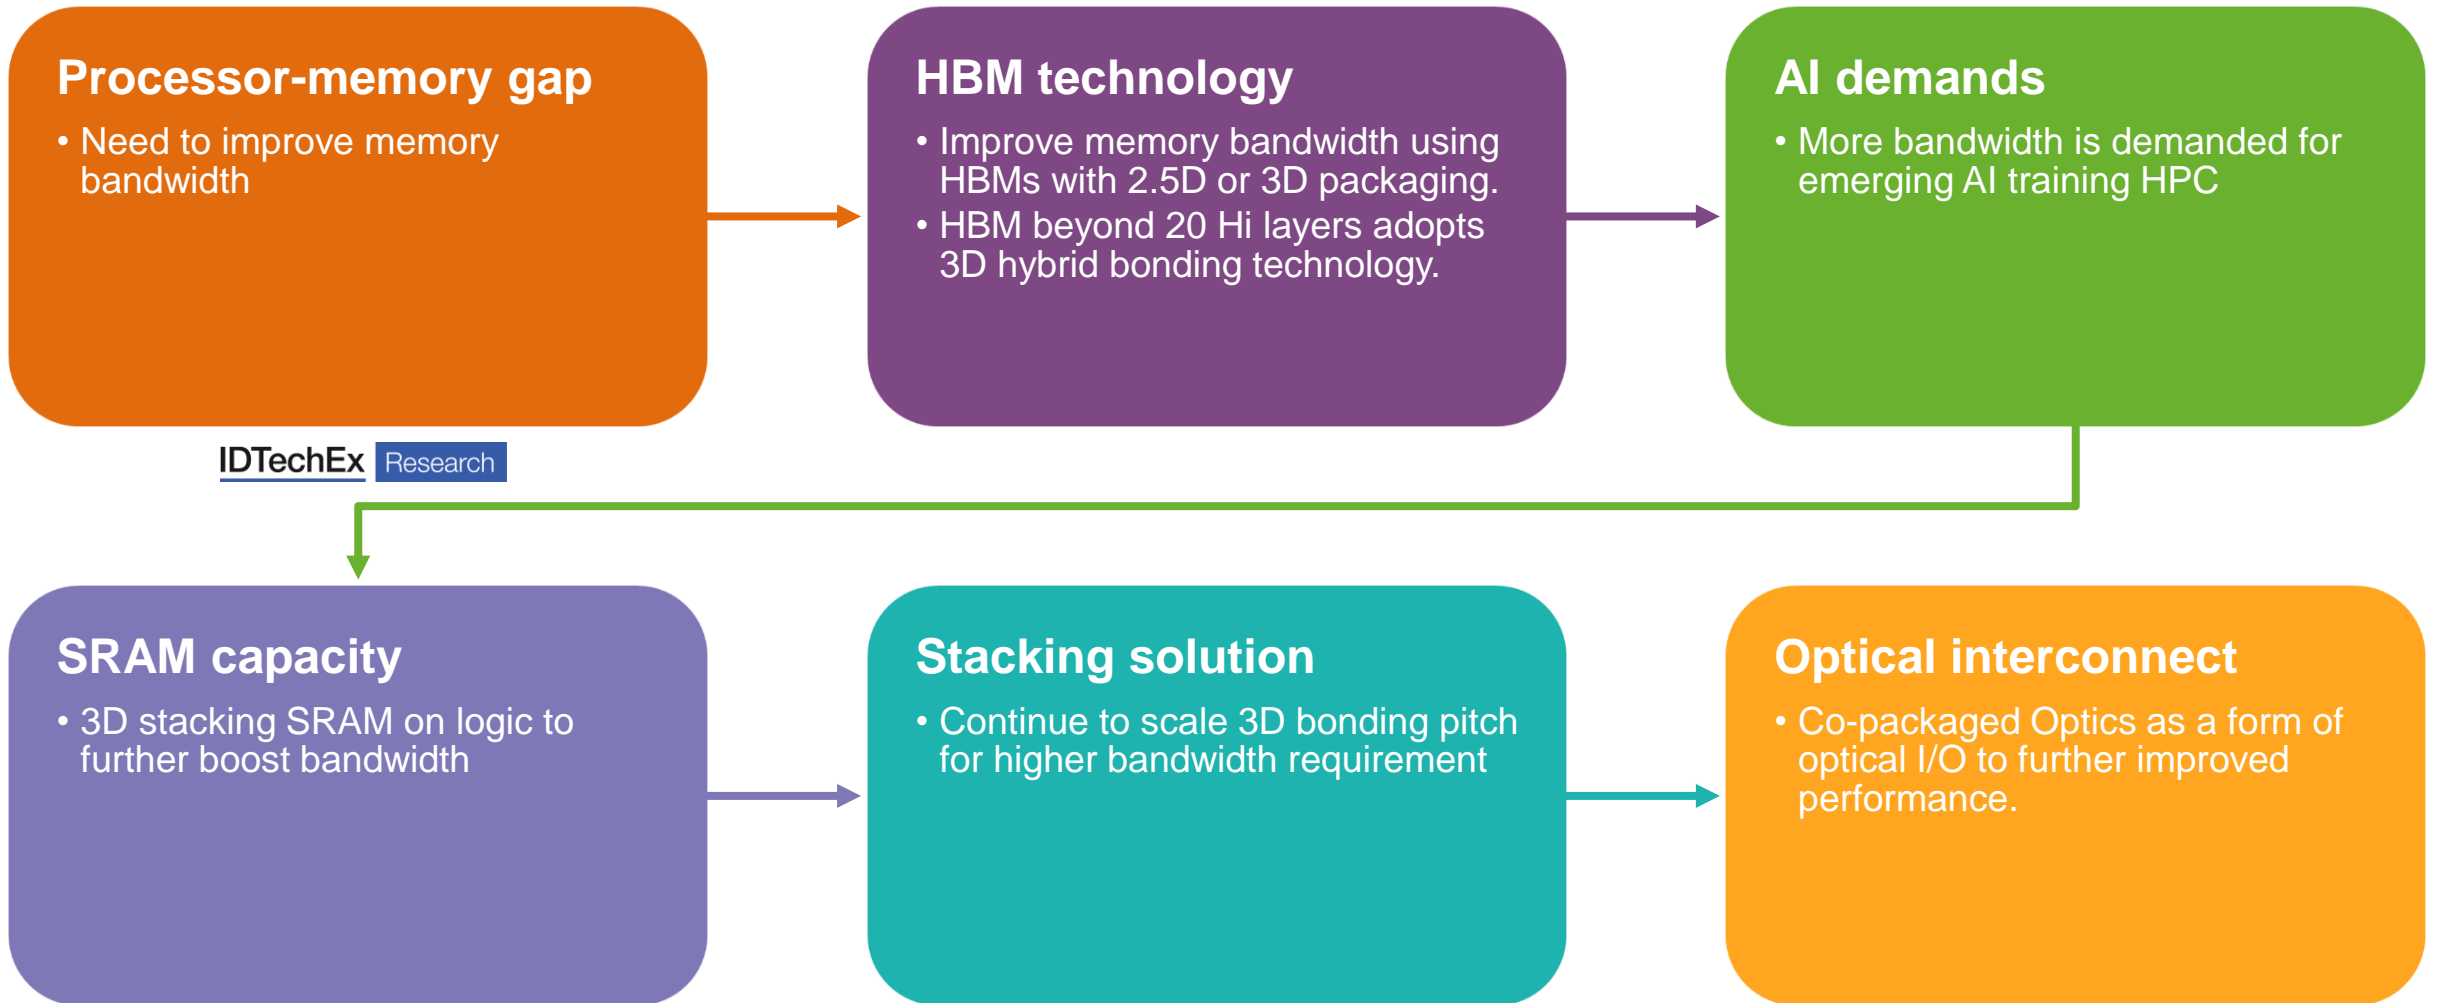 Processor-memory gap
• Need to improve memory
bandwidth
HBM technology
• Improve memory bandwidth using
HBMs with 2.5D or 3D packaging.
• HBM beyond 20 Hi layers adopts
3D hybrid bonding technology.
AI demands
• More bandwidth is demanded for
emerging AI training HPC
IDTechEx Research
SRAM capacity
• 3D stacking SRAM on logic to
further boost bandwidth
Stacking solution
• Continue to scale 3D bonding pitch
for higher bandwidth requirement
Optical interconnect
• Co-packaged Optics as a form of
optical I/O to further improved
performance.